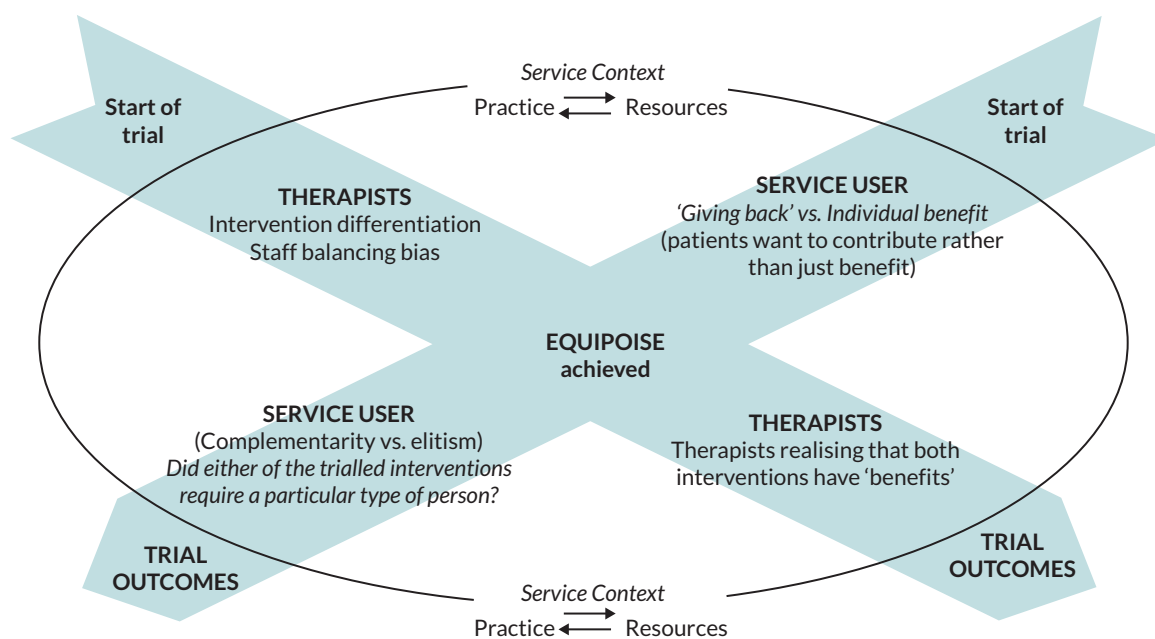 Service Context
Practice Resources
Start of
trial
Start of
trial
THERAPISTS
Intervention differentiation
Staff balancing bias
SERVICE USER
‘Giving back’ vs. Individual benefit
(patients want to contribute rather
than just benefit)
EQUIPOISE
achieved
SERVICE USER
(Complementarity vs. elitism)
Did either of the trialled interventions
require a particular type of person?
THERAPISTS
Therapists realising that both
interventions have ‘benefits’
TRIAL
OUTCOMES
TRIAL
OUTCOMES
Service Context
Practice Resources